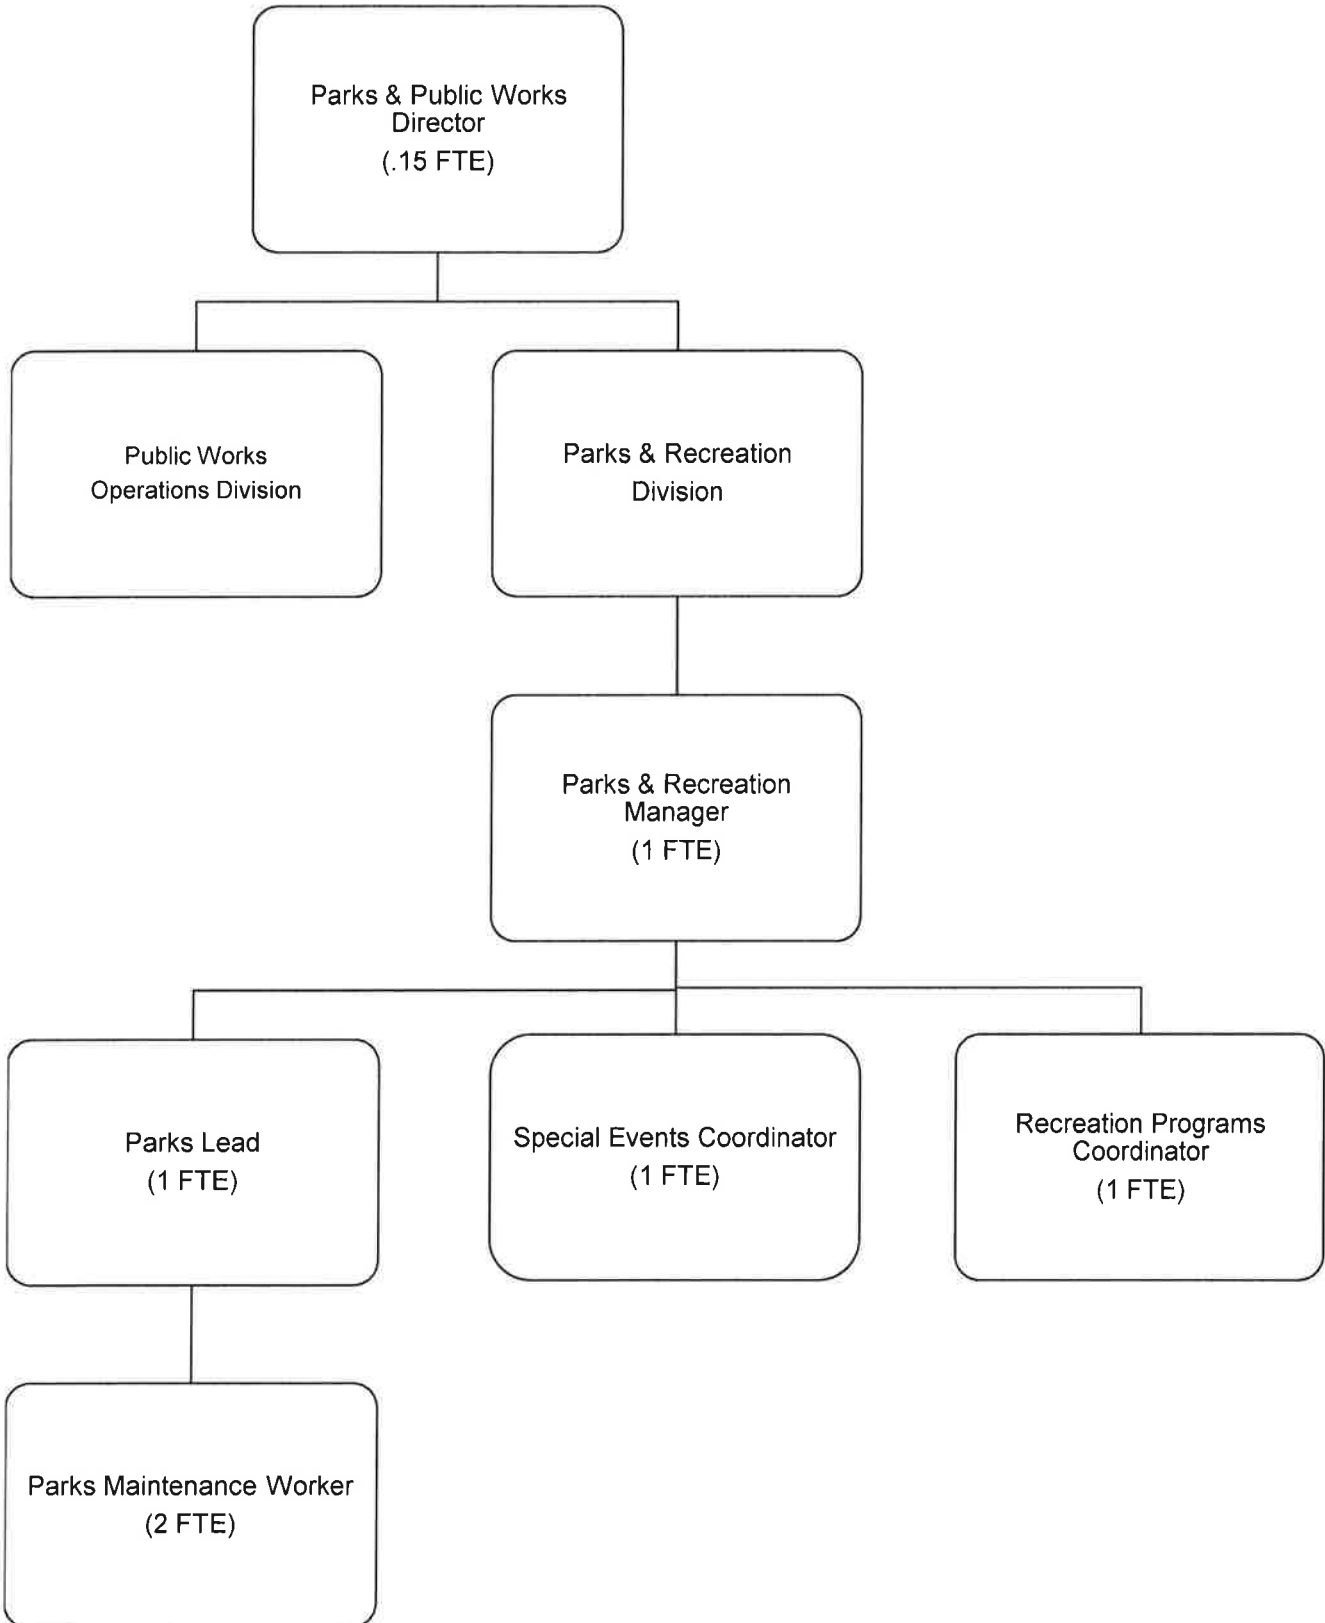 Parks & Public Works
Director
(.15 FTE)
Public Works
Operations Division
Parks & Recreation
Division
Parks & Recreation
Manager
(1 FTE)
Parks Lead
(1 FTE)
Special Events Coordinator
(1 FTE)
Recreation Programs
Coordinator
(1 FTE)
Parks Maintenance Worker
(2 FTE)